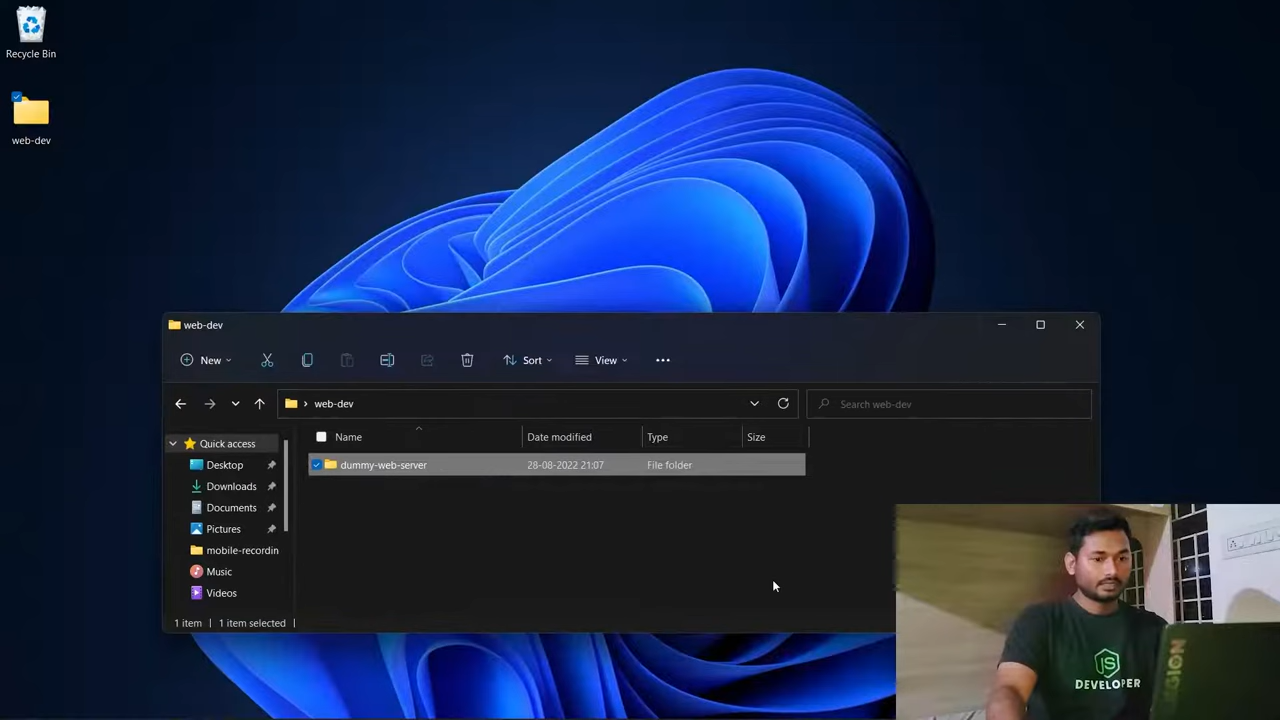 Recycle Bin
web-dev
web-dev
New
Sort
View
web-dev
Search web-dev
Quick access
Desktop
Downloads
Documents
Pictures
mobile-recordin
Music
Videos
Name
Date modified
Type
Size
dummy-web-server
28-08-2022 21:07
File folder
1 item
1 item selected
JS
DEVELOPER
LEGION